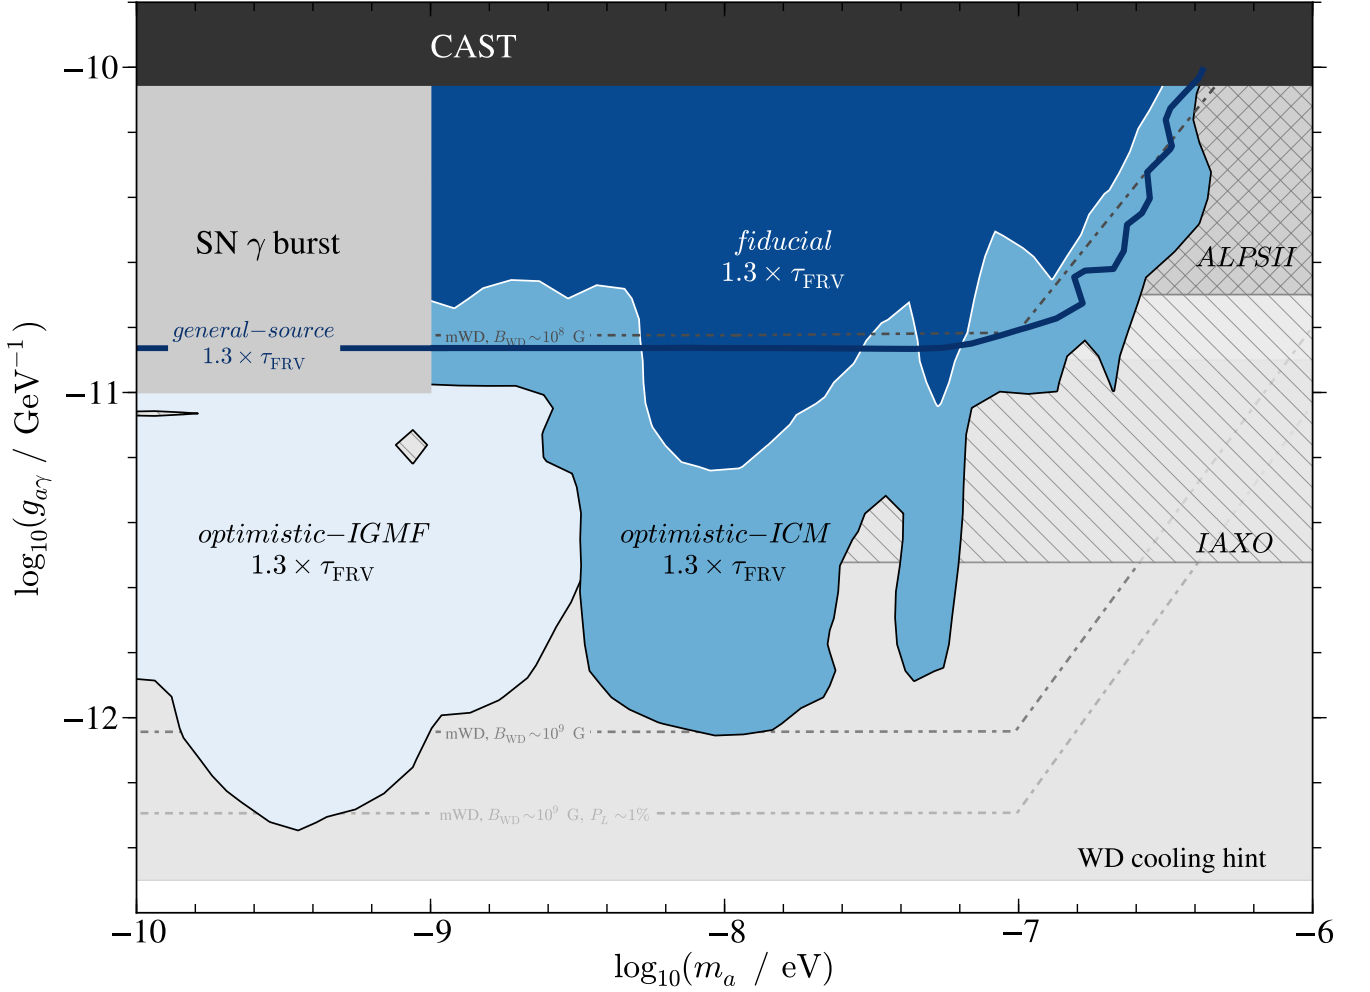 CAST
−10
SN γ burst
fiducial
1.3 × τ_FRV
ALPSII
general−source
1.3 × τ_FRV
mWD, B_WD ~10^8 G
−11
optimistic−IGMF
1.3 × τ_FRV
optimistic−ICM
1.3 × τ_FRV
IAXO
−12
mWD, B_WD ~10^9 G
mWD, B_WD ~10^9 G, P_L ~1%
WD cooling hint
log_10(g_aγ / GeV^−1)
−10 −9 −8 −7 −6
log_10(m_a / eV)